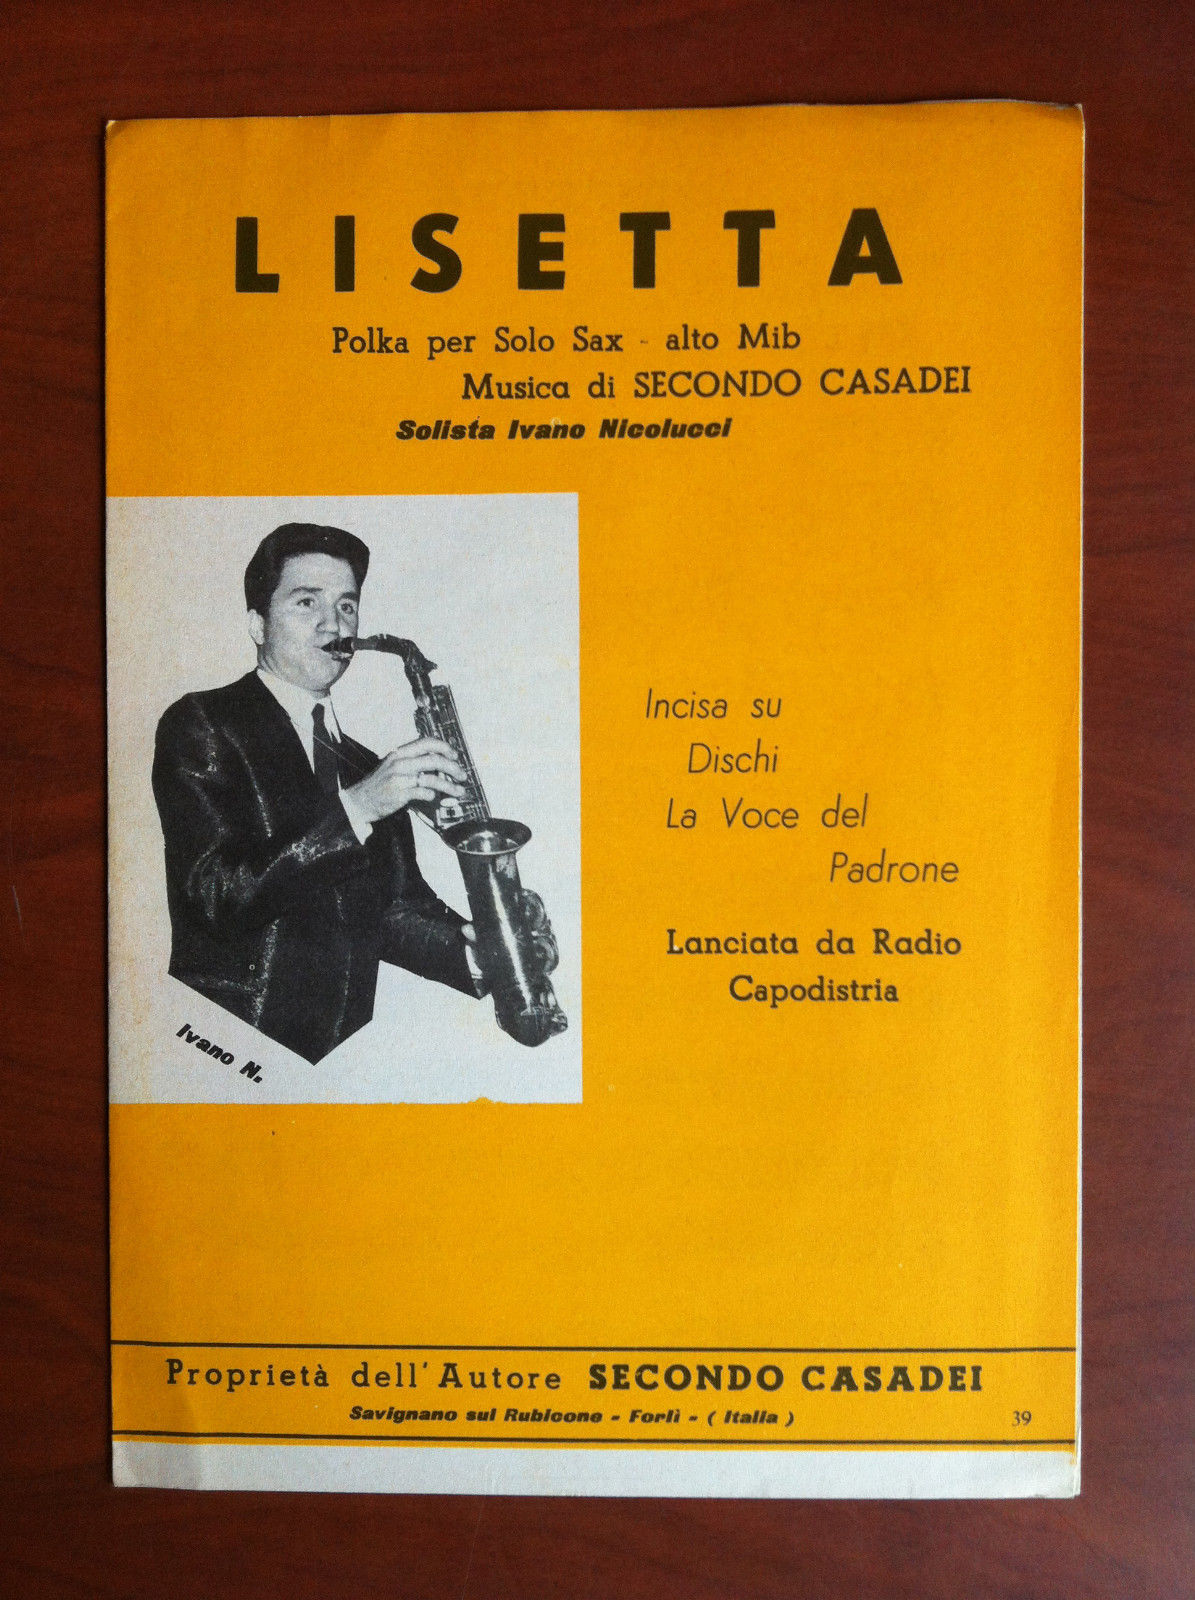 LISETTA
Polka per Solo Sax - alto Mib
Musica di SECONDO CASADEI
Solista Ivano Nicolucci
Incisa su
Dischi
La Voce del
Padrone
Lanciata da Radio
Capodistria
Ivano N.
Proprietà dell'Autore SECONDO CASADEI
Savignano sul Rubicone - Forlì - ( Italia )
39